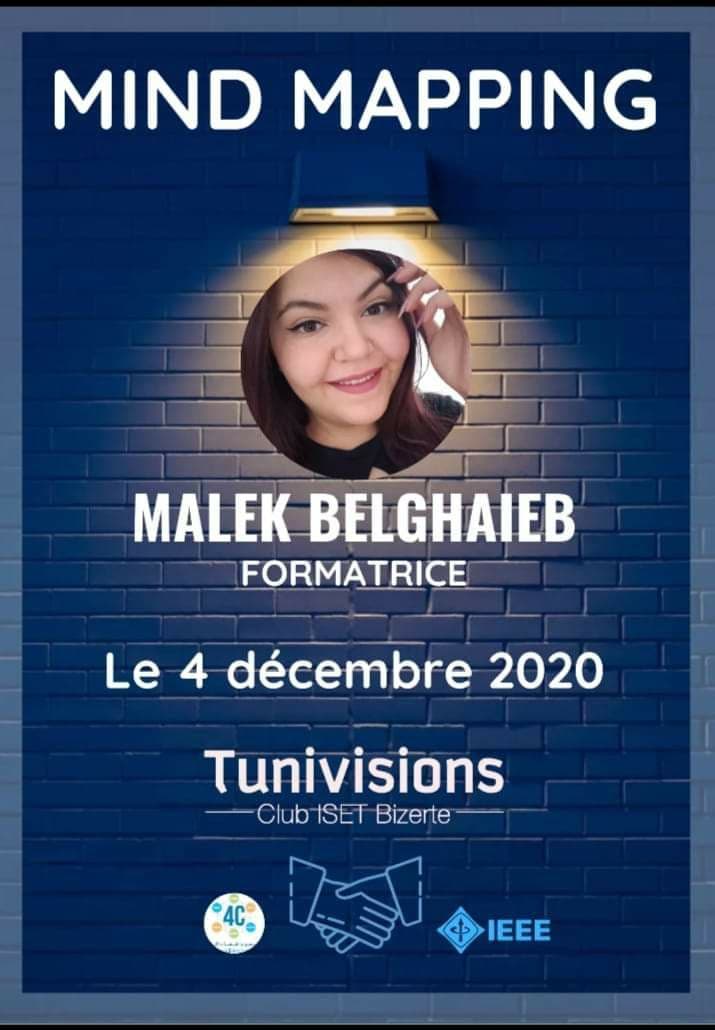 MIND MAPPING
MALEK BELGHAIEB
FORMATRICE
Le 4 décembre 2020
Tunivisions
Club ISET Bizerte
4C
IEEE